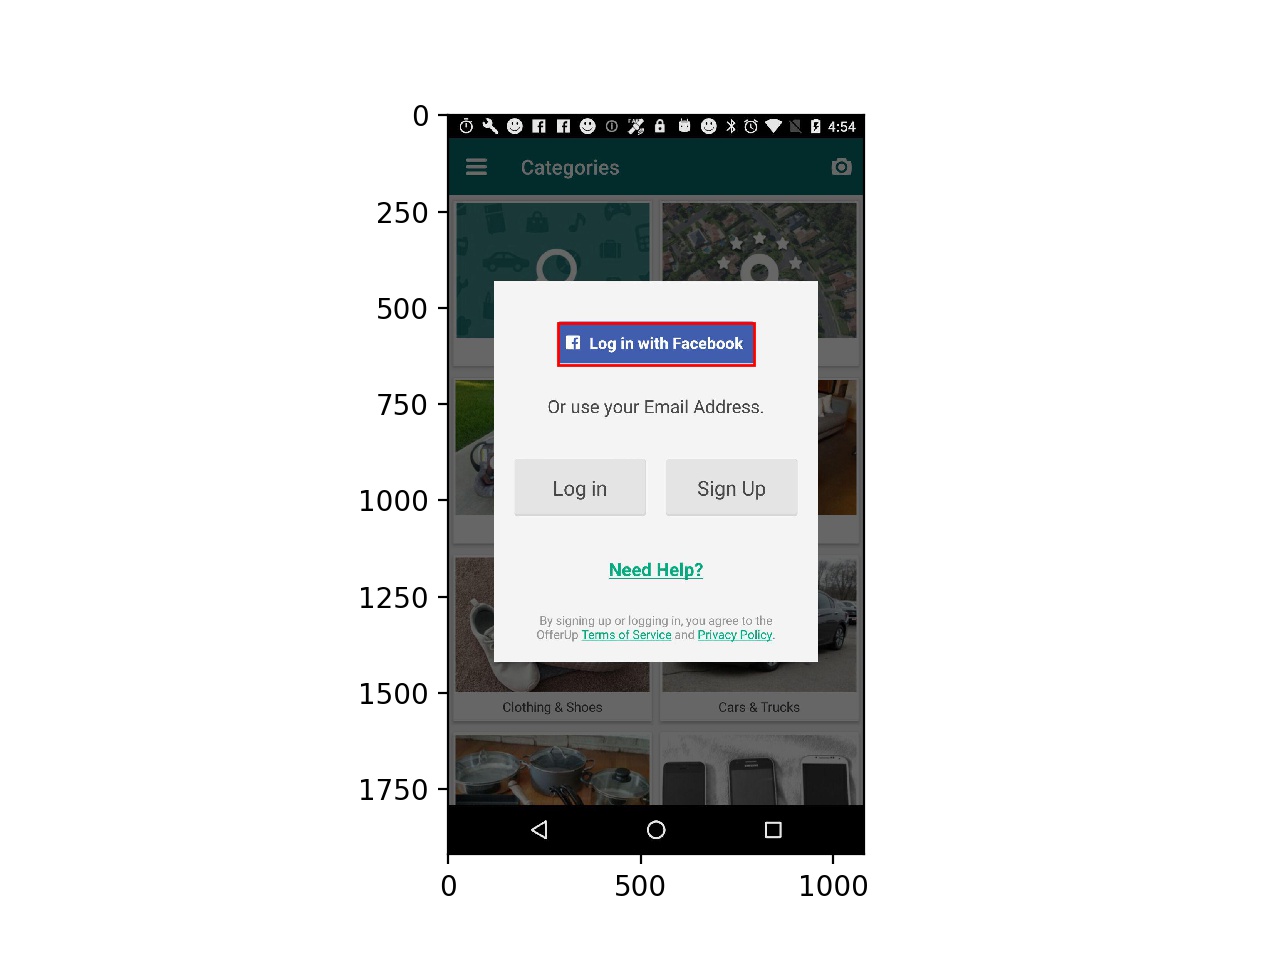 0
4:54
Categories
250
500
Log in with Facebook
750
Or use your Email Address.
1000
Log in
Sign Up
Need Help?
1250
By signing up or logging in, you agree to the
OfferUp Terms of Service and Privacy Policy.
1500
Clothing & Shoes
Cars & Trucks
1750
0
500
1000